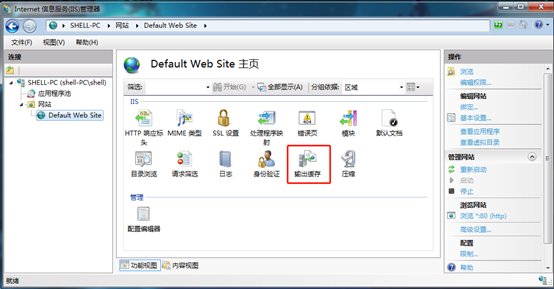 Internet 信息服务(IIS)管理器
SHELL-PC
网站
Default Web Site
文件(F)
视图(V)
帮助(H)
连接
SHELL-PC (shell-PC\shell)
应用程序池
网站
Default Web Site
Default Web Site 主页
筛选:
开始(G)
全部显示(A)
分组依据:
区域
IIS
HTTP 响应标头
MIME 类型
SSL 设置
处理程序映射
错误页
模块
默认文档
目录浏览
请求筛选
日志
身份验证
输出缓存
压缩
管理
配置编辑器
功能视图
内容视图
操作
浏览
编辑权限...
编辑网站
绑定...
基本设置...
查看应用程序
查看虚拟目录
管理网站
重新启动
启动
停止
浏览网站
浏览 *:80 (http)
高级设置...
配置
限制...
帮助
就绪